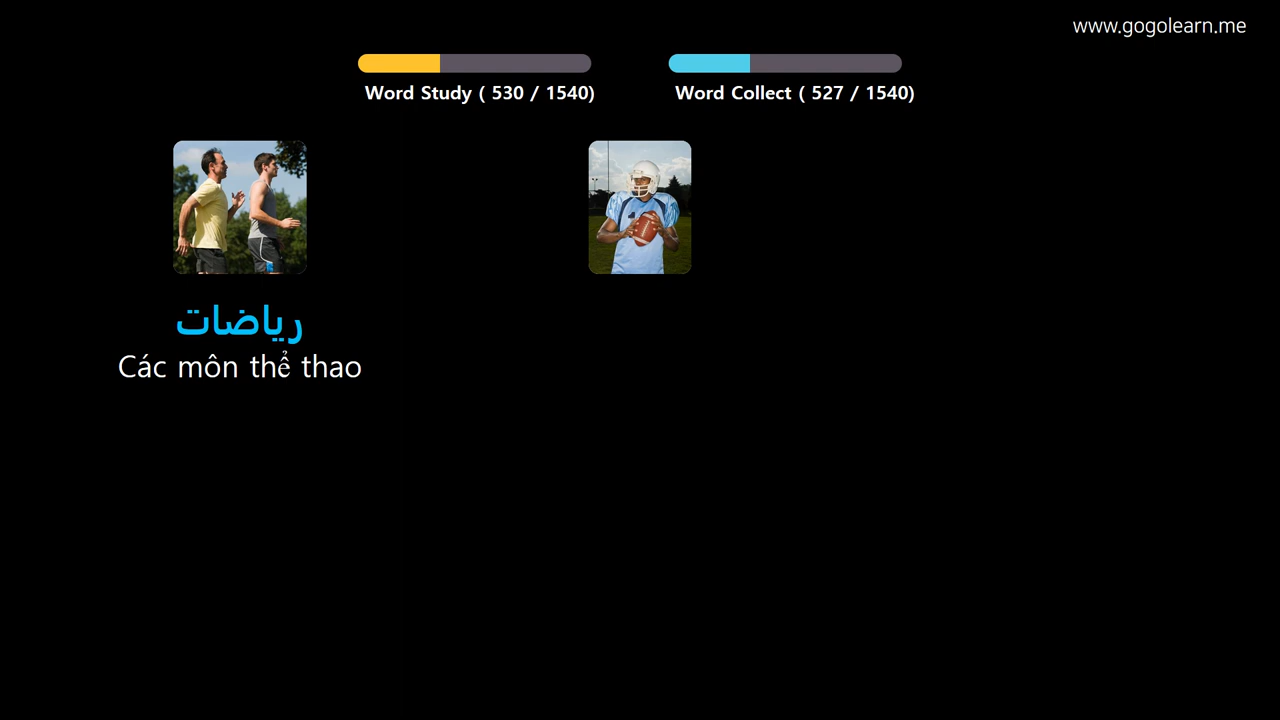 www.gogolearn.me
Word Study ( 530 / 1540)
Word Collect ( 527 / 1540)
رياضات
Các môn thể thao